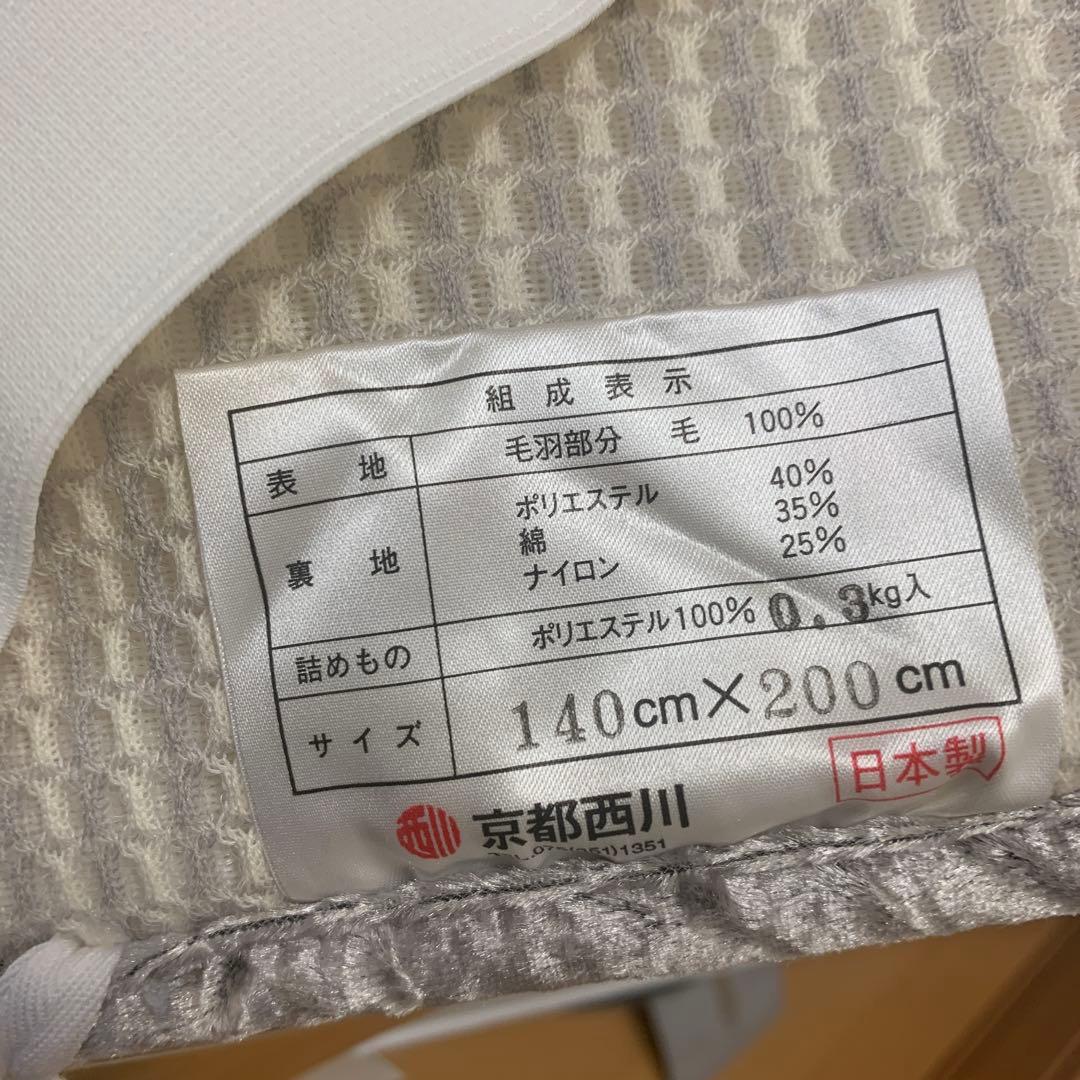 組成表示
表地 毛羽部分 毛 100%
裏地 ポリエステル 40%
綿 35%
ナイロン 25%
詰めもの ポリエステル100% 0.3kg入
サイズ 140cm×200cm
日本製
西川 京都西川
1351